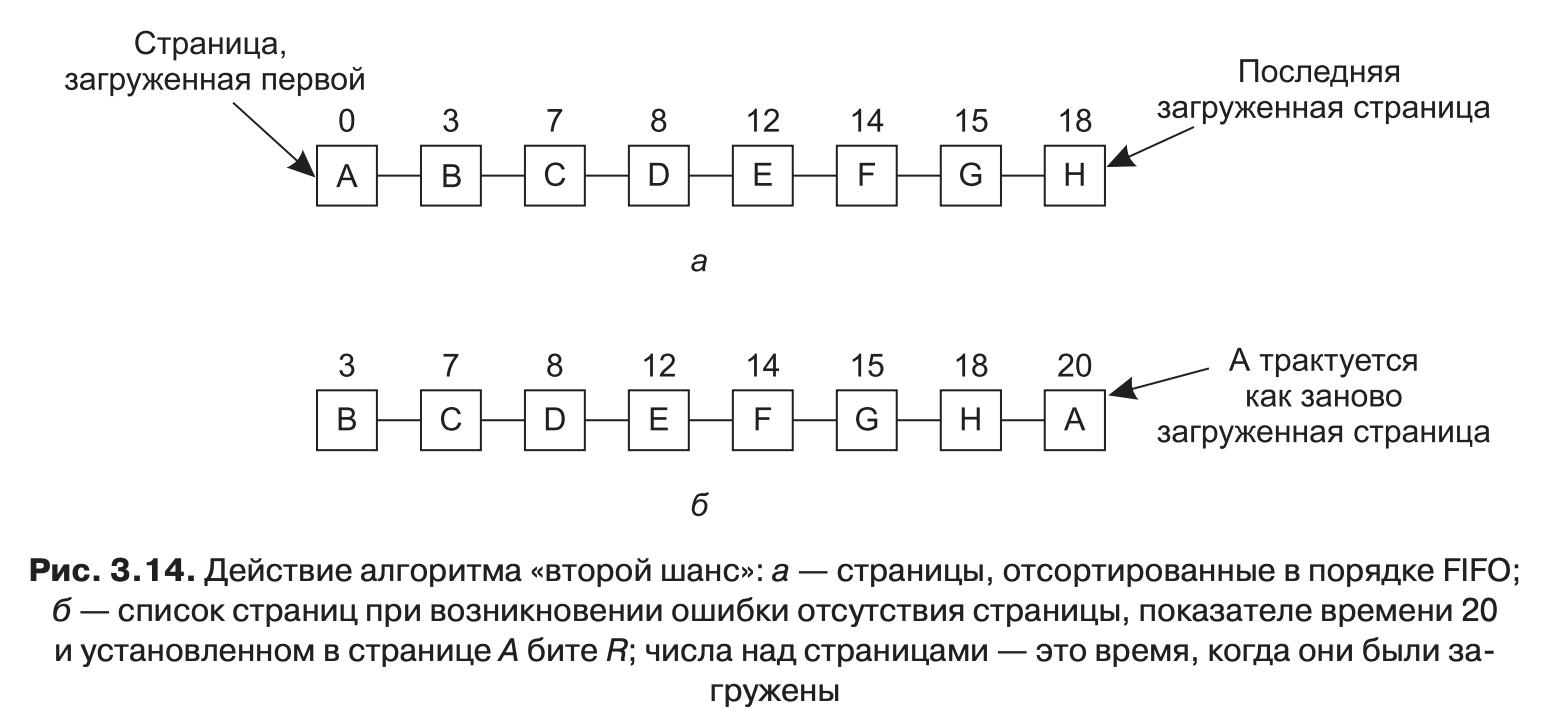 Страница,
загруженная первой
Последняя
загруженная страница
0 3 7 8 12 14 15 18
A B C D E F G H
а
3 7 8 12 14 15 18 20
B C D E F G H A
А трактуется
как заново
загруженная страница
б
Рис. 3.14. Действие алгоритма «второй шанс»: а — страницы, отсортированные в порядке FIFO;
б — список страниц при возникновении ошибки отсутствия страницы, показателе времени 20
и установленном в странице A бите R; числа над страницами — это время, когда они были за-
гружены